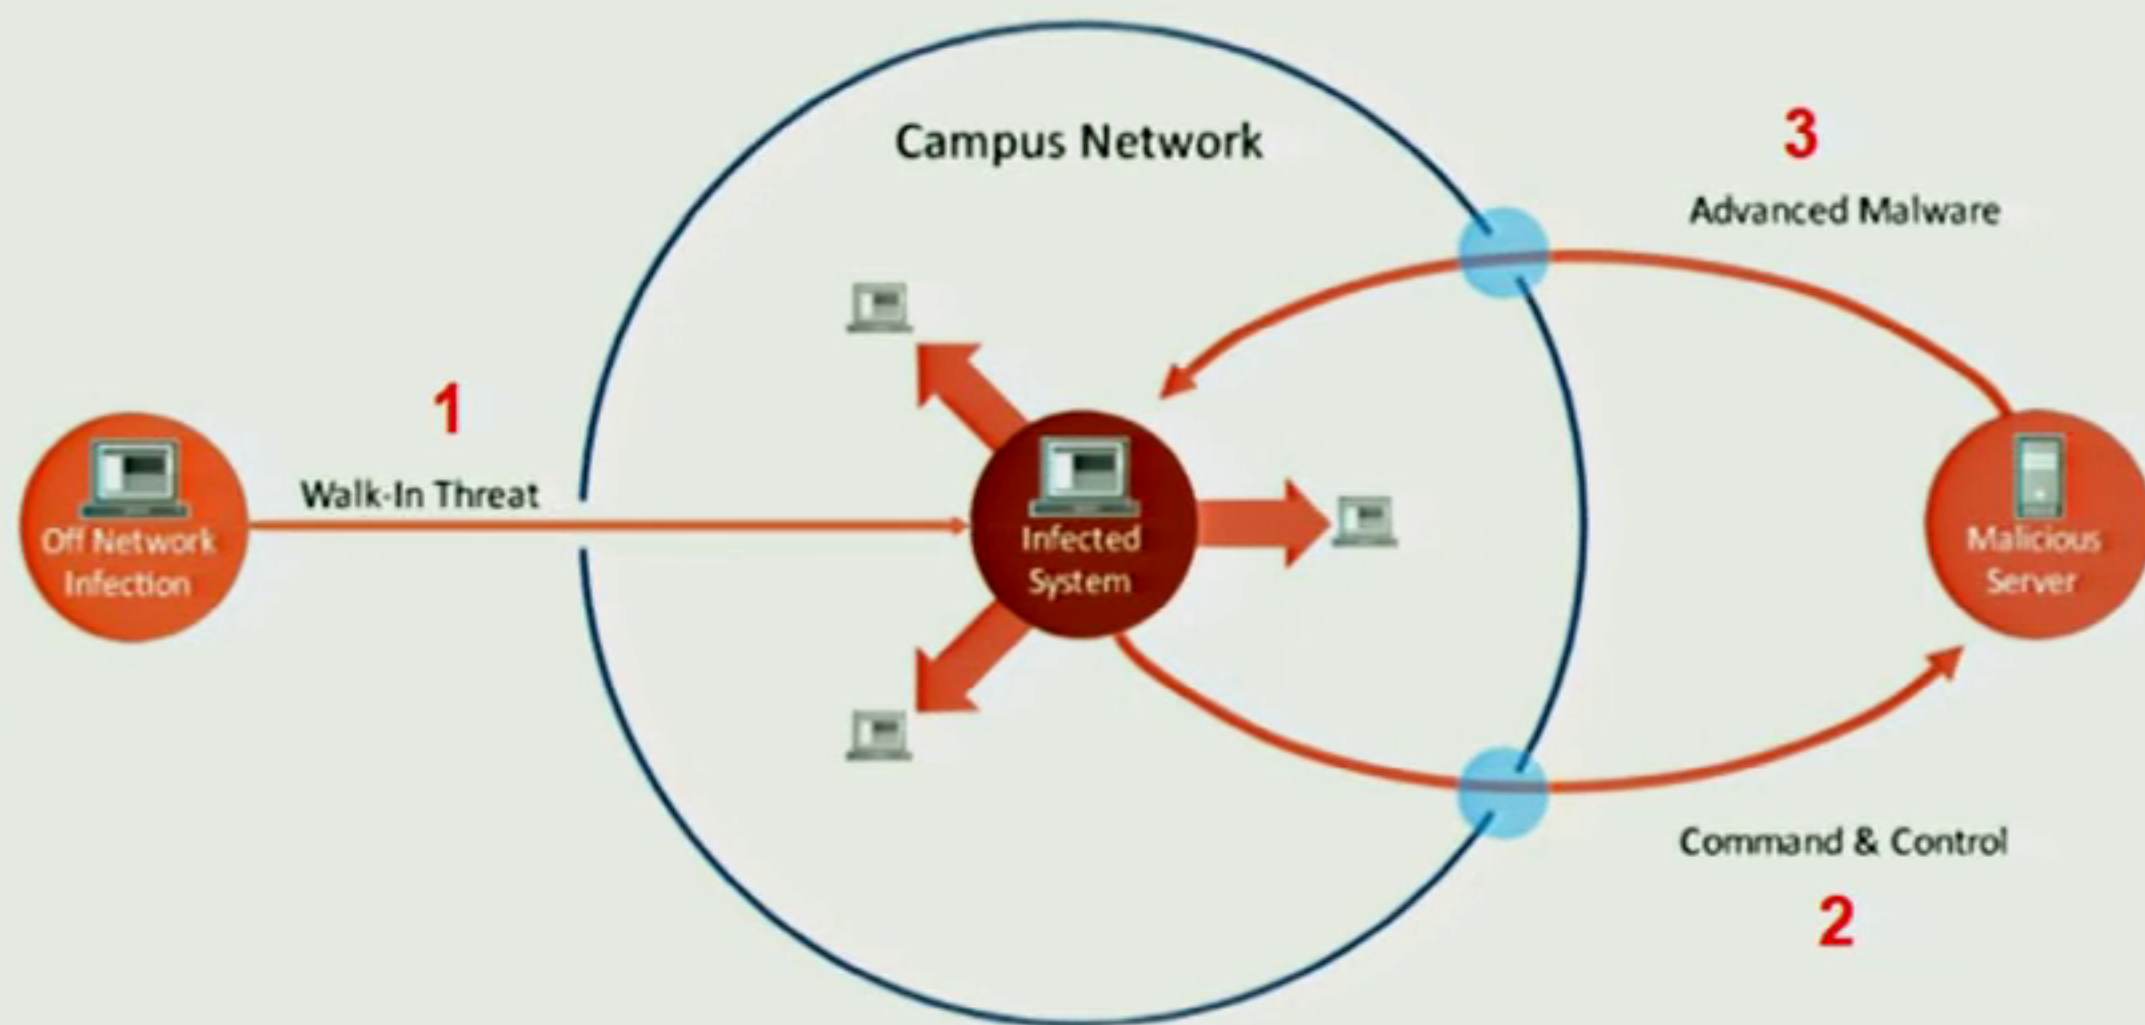 Campus Network
3
Advanced Malware
1
Walk-In Threat
Off Network
Infection
Infected
System
Malicious
Server
Command & Control
2